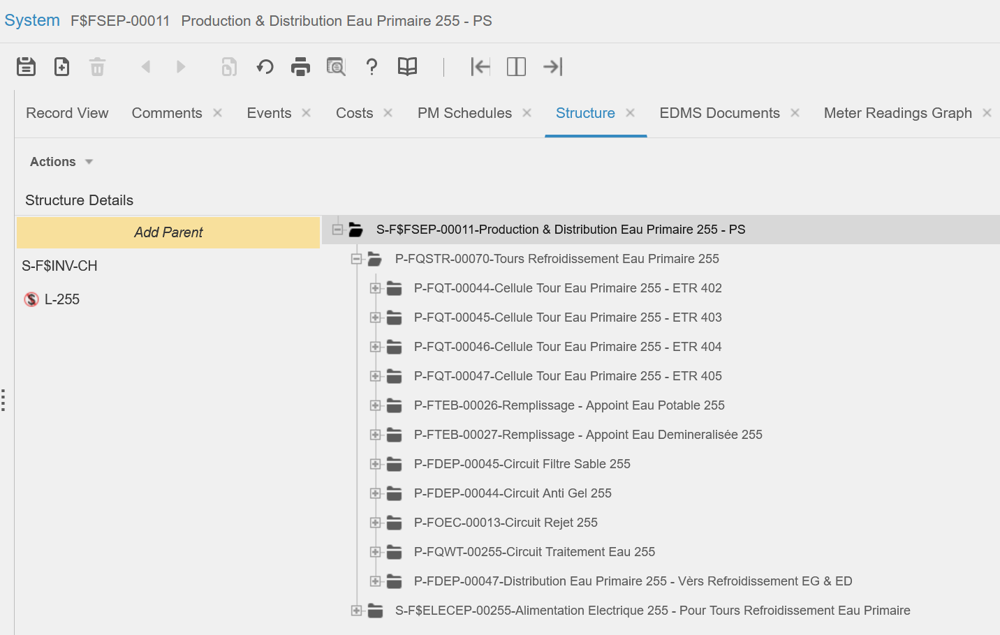 System F$FSEP-00011 Production & Distribution Eau Primaire 255 - PS
Record View Comments Events Costs PM Schedules Structure EDMS Documents Meter Readings Graph
Actions
Structure Details
Add Parent
S-F$INV-CH
L-255
S-F$FSEP-00011-Production & Distribution Eau Primaire 255 - PS
P-FQSTR-00070-Tours Refroidissement Eau Primaire 255
P-FQT-00044-Cellule Tour Eau Primaire 255 - ETR 402
P-FQT-00045-Cellule Tour Eau Primaire 255 - ETR 403
P-FQT-00046-Cellule Tour Eau Primaire 255 - ETR 404
P-FQT-00047-Cellule Tour Eau Primaire 255 - ETR 405
P-FTEB-00026-Remplissage - Appoint Eau Potable 255
P-FTEB-00027-Remplissage - Appoint Eau Demineralisée 255
P-FDEP-00045-Circuit Filtre Sable 255
P-FDEP-00044-Circuit Anti Gel 255
P-FOEC-00013-Circuit Rejet 255
P-FQWT-00255-Circuit Traitement Eau 255
P-FDEP-00047-Distribution Eau Primaire 255 - Vèrs Refroidissement EG & ED
S-F$ELECEP-00255-Alimentation Electrique 255 - Pour Tours Refroidissement Eau Primaire